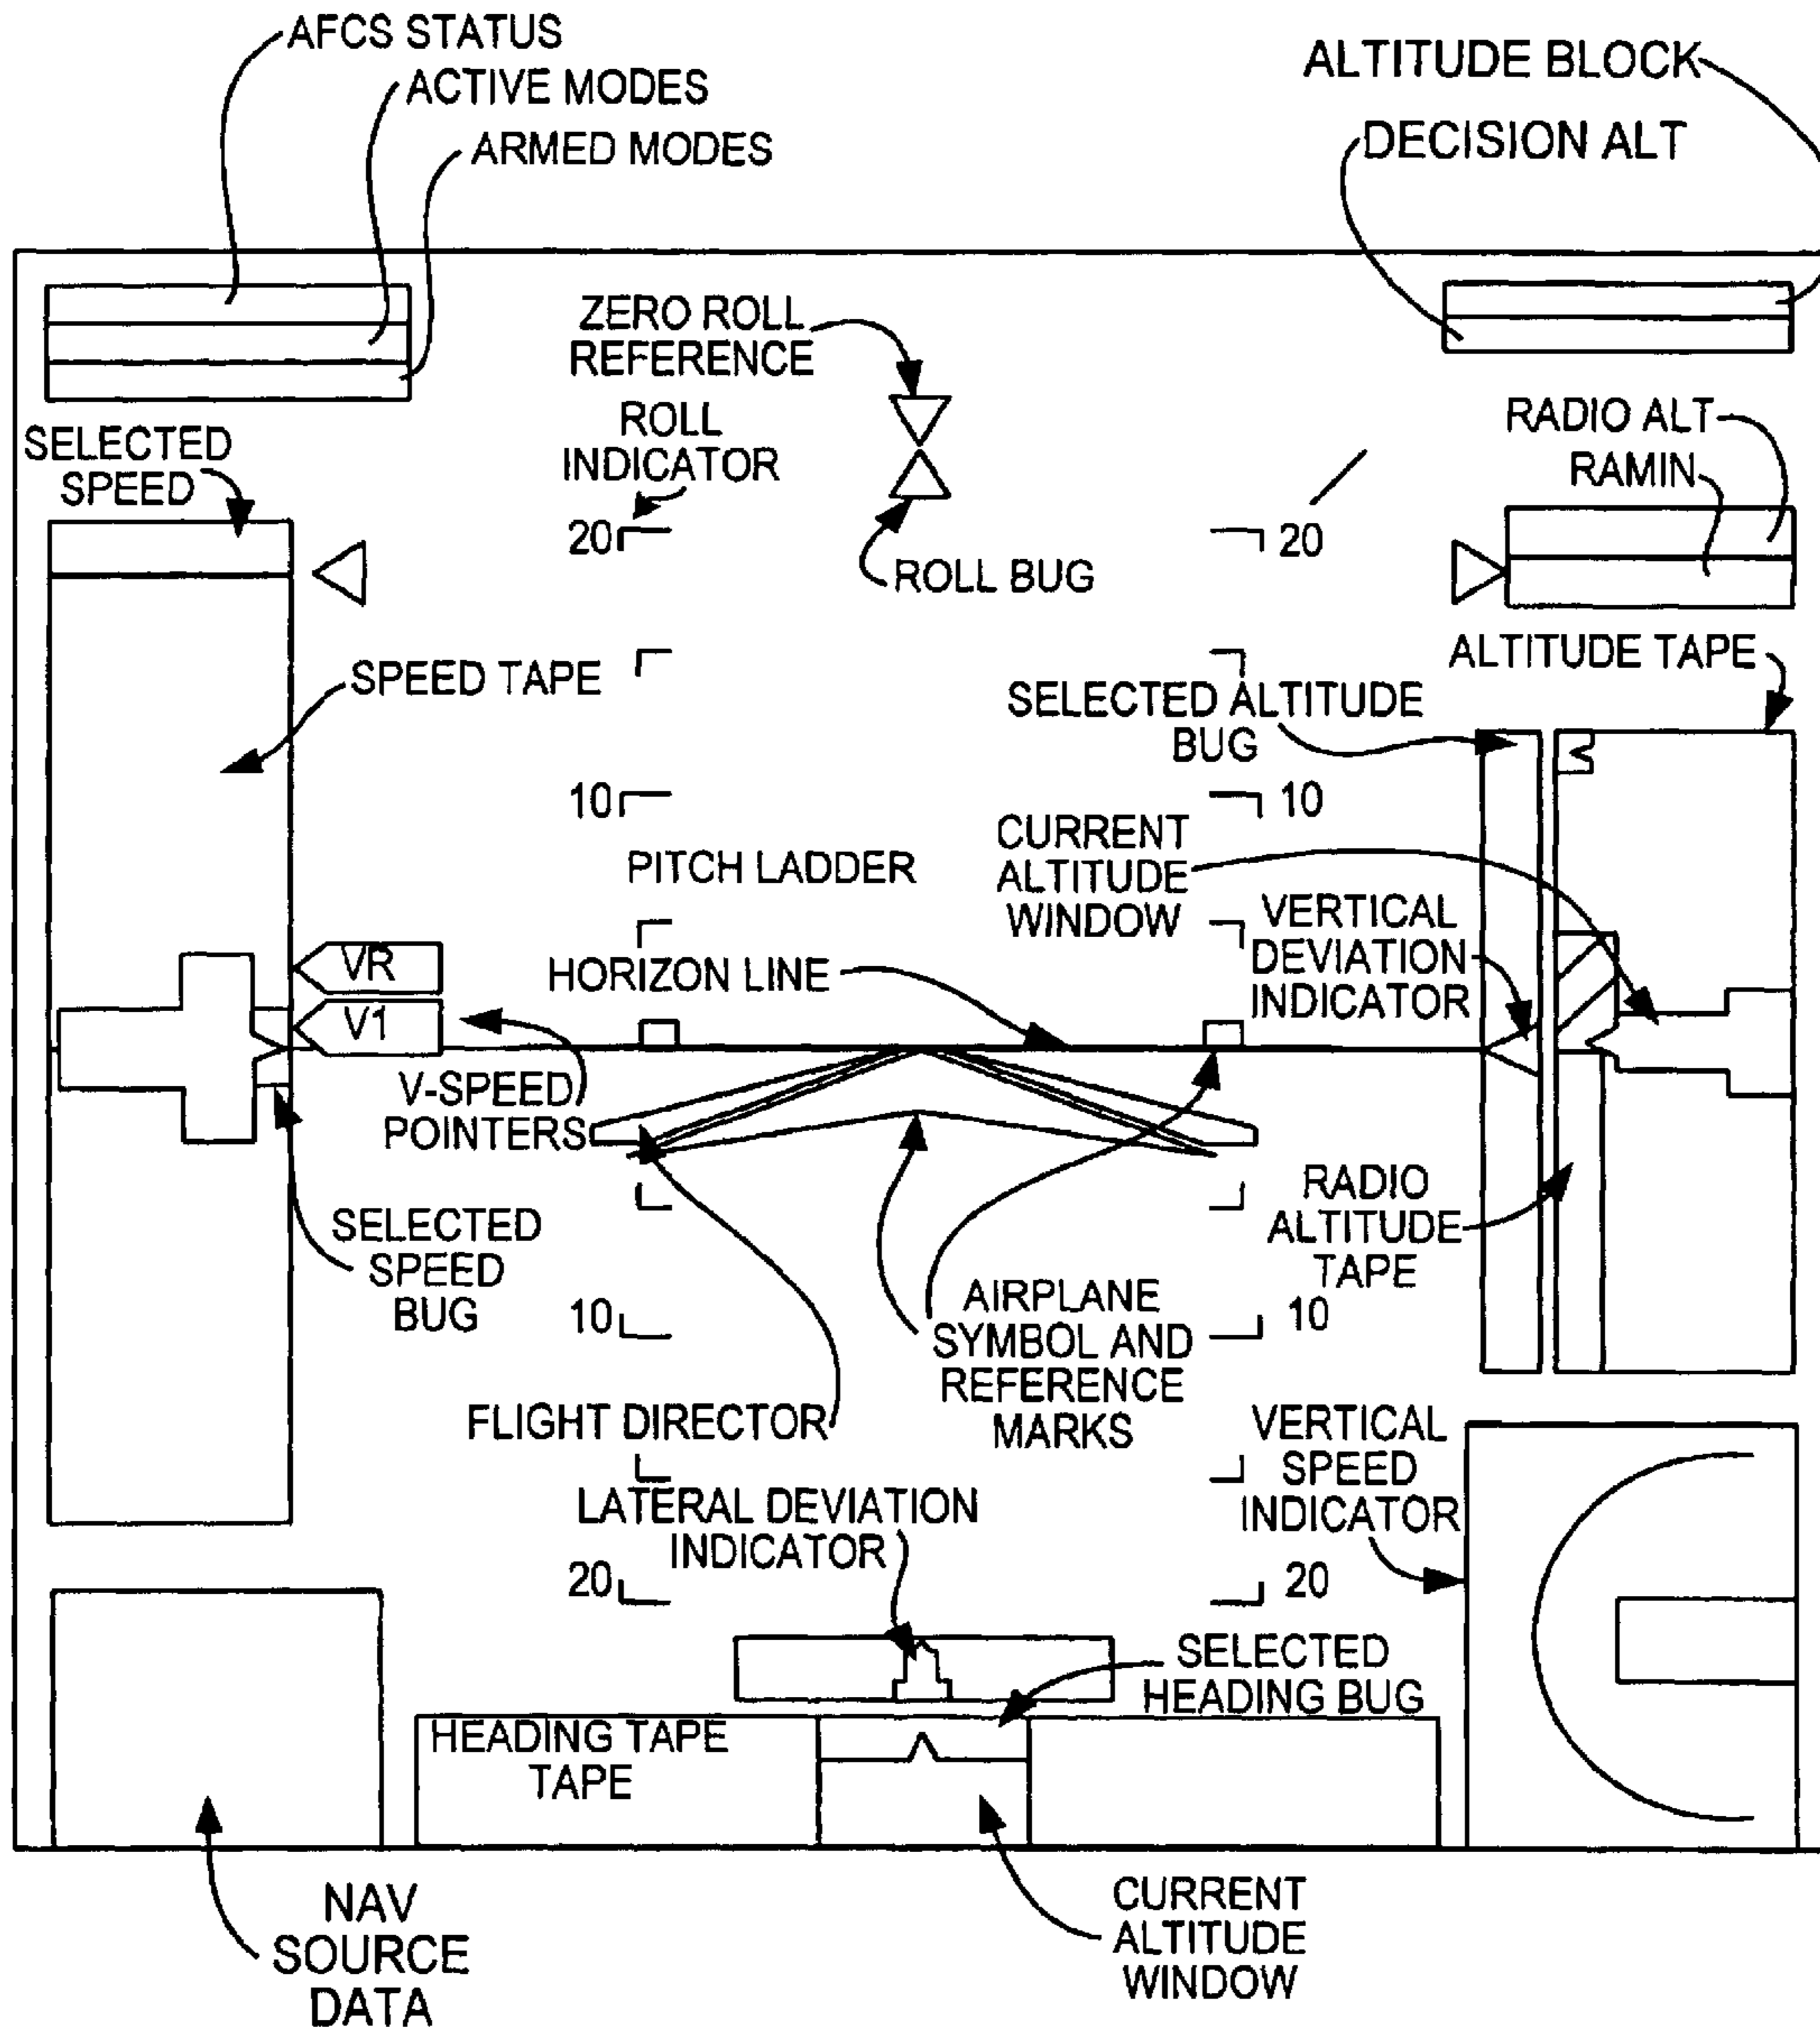 AFCS STATUS
ACTIVE MODES
ARMED MODES
ALTITUDE BLOCK
DECISION ALT
ZERO ROLL
REFERENCE
ROLL
INDICATOR
SELECTED
SPEED
RADIO ALT
RAMIN
20
20
ROLL BUG
ALTITUDE TAPE
SPEED TAPE
SELECTED ALTITUDE
BUG
10
10
PITCH LADDER
CURRENT
ALTITUDE
WINDOW
VERTICAL
DEVIATION
INDICATOR
VR
HORIZON LINE
V1
V-SPEED
POINTERS
RADIO
ALTITUDE
TAPE
SELECTED
SPEED
BUG
AIRPLANE
SYMBOL AND
REFERENCE
MARKS
10
10
FLIGHT DIRECTOR
VERTICAL
SPEED
INDICATOR
LATERAL DEVIATION
INDICATOR
20
20
SELECTED
HEADING BUG
HEADING TAPE
TAPE
NAV
SOURCE
DATA
CURRENT
ALTITUDE
WINDOW